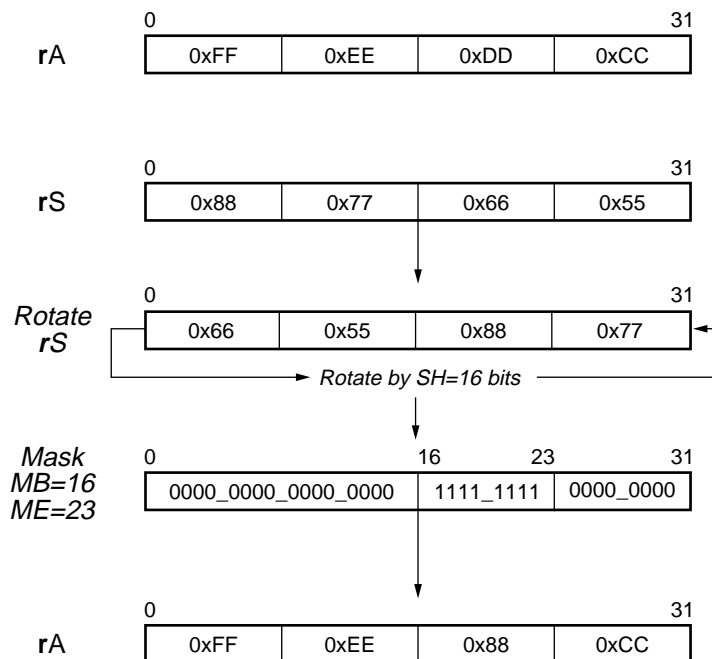 0 31
rA 0xFF 0xEE 0xDD 0xCC
0 31
rS 0x88 0x77 0x66 0x55
0 31
Rotate
rS
0x66 0x55 0x88 0x77
Rotate by SH=16 bits
Mask
MB=16
ME=23
0 16 23 31
0000_0000_0000_0000 1111_1111 0000_0000
0 31
rA 0xFF 0xEE 0x88 0xCC